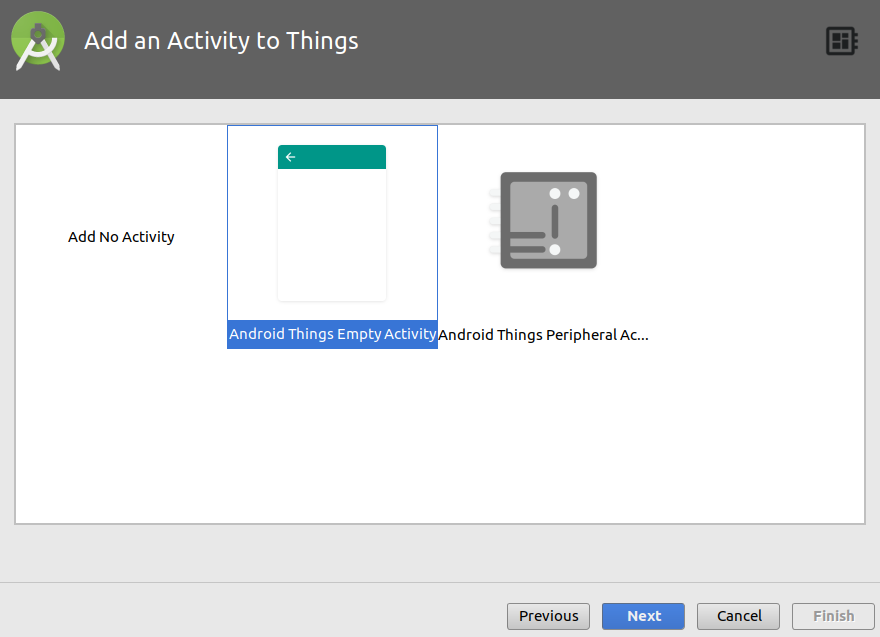 Add an Activity to Things
Add No Activity
Android Things Empty Activity
Android Things Peripheral Ac...
Previous
Next
Cancel
Finish